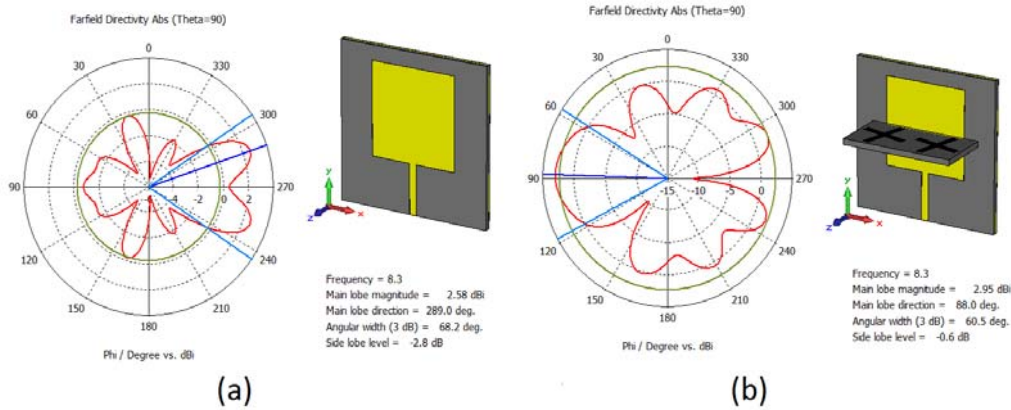 Farfield Directivity Abs (Theta=90)
0
30
330
60
300
90
-4
-2
0
2
270
120
240
150
210
180
Phi / Degree vs. dBi
y
x
z
Frequency = 8.3
Main lobe magnitude = 2.58 dBi
Main lobe direction = 289.0 deg.
Angular width (3 dB) = 68.2 deg.
Side lobe level = -2.8 dB
(a)
Farfield Directivity Abs (Theta=90)
0
30
330
60
300
90
-15
-10
-5
0
270
120
240
150
210
180
Phi / Degree vs. dBi
y
x
z
Frequency = 8.3
Main lobe magnitude = 2.95 dBi
Main lobe direction = 88.0 deg.
Angular width (3 dB) = 60.5 deg.
Side lobe level = -0.6 dB
(b)